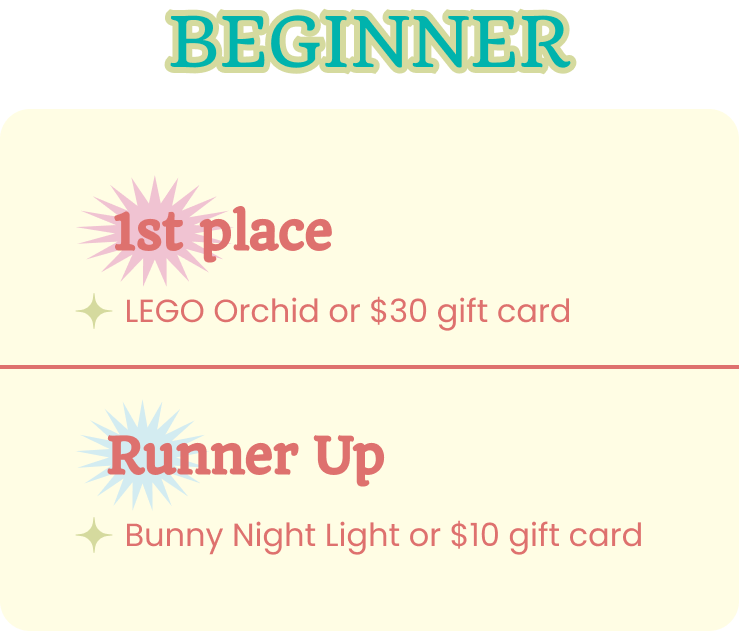 BEGINNER
1st place
LEGO Orchid or $30 gift card
Runner Up
Bunny Night Light or $10 gift card